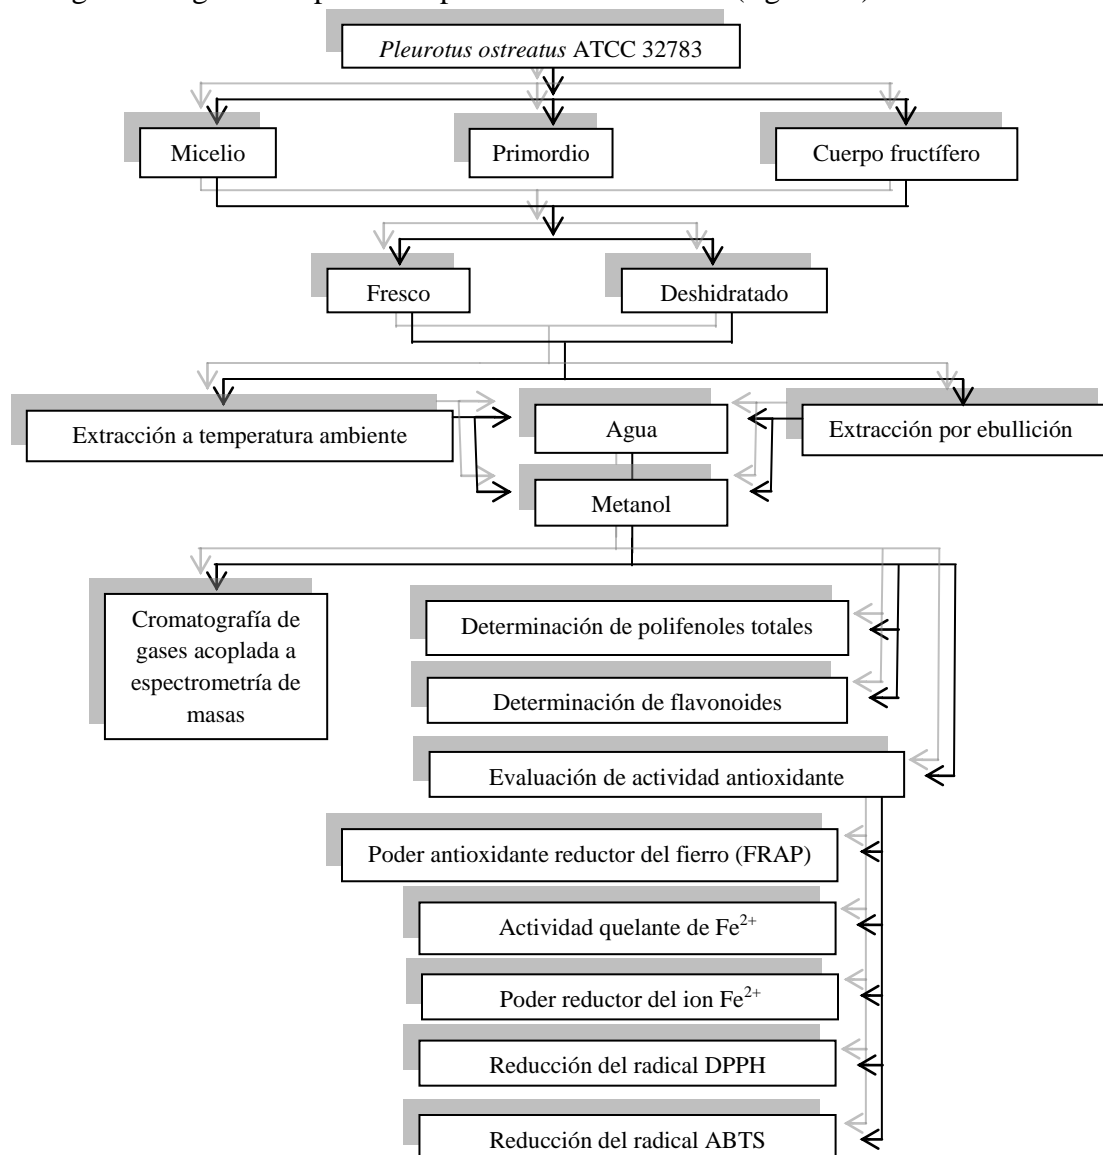 Pleurotus ostreatus ATCC 32783
Micelio
Primordio
Cuerpo fructífero
Fresco
Deshidratado
Extracción a temperatura ambiente
Agua
Extracción por ebullición
Metanol
Cromatografía de
gases acoplada a
espectrometría de
masas
Determinación de polifenoles totales
Determinación de flavonoides
Evaluación de actividad antioxidante
Poder antioxidante reductor del fierro (FRAP)
Actividad quelante de Fe²⁺
Poder reductor del ion Fe²⁺
Reducción del radical DPPH
Reducción del radical ABTS